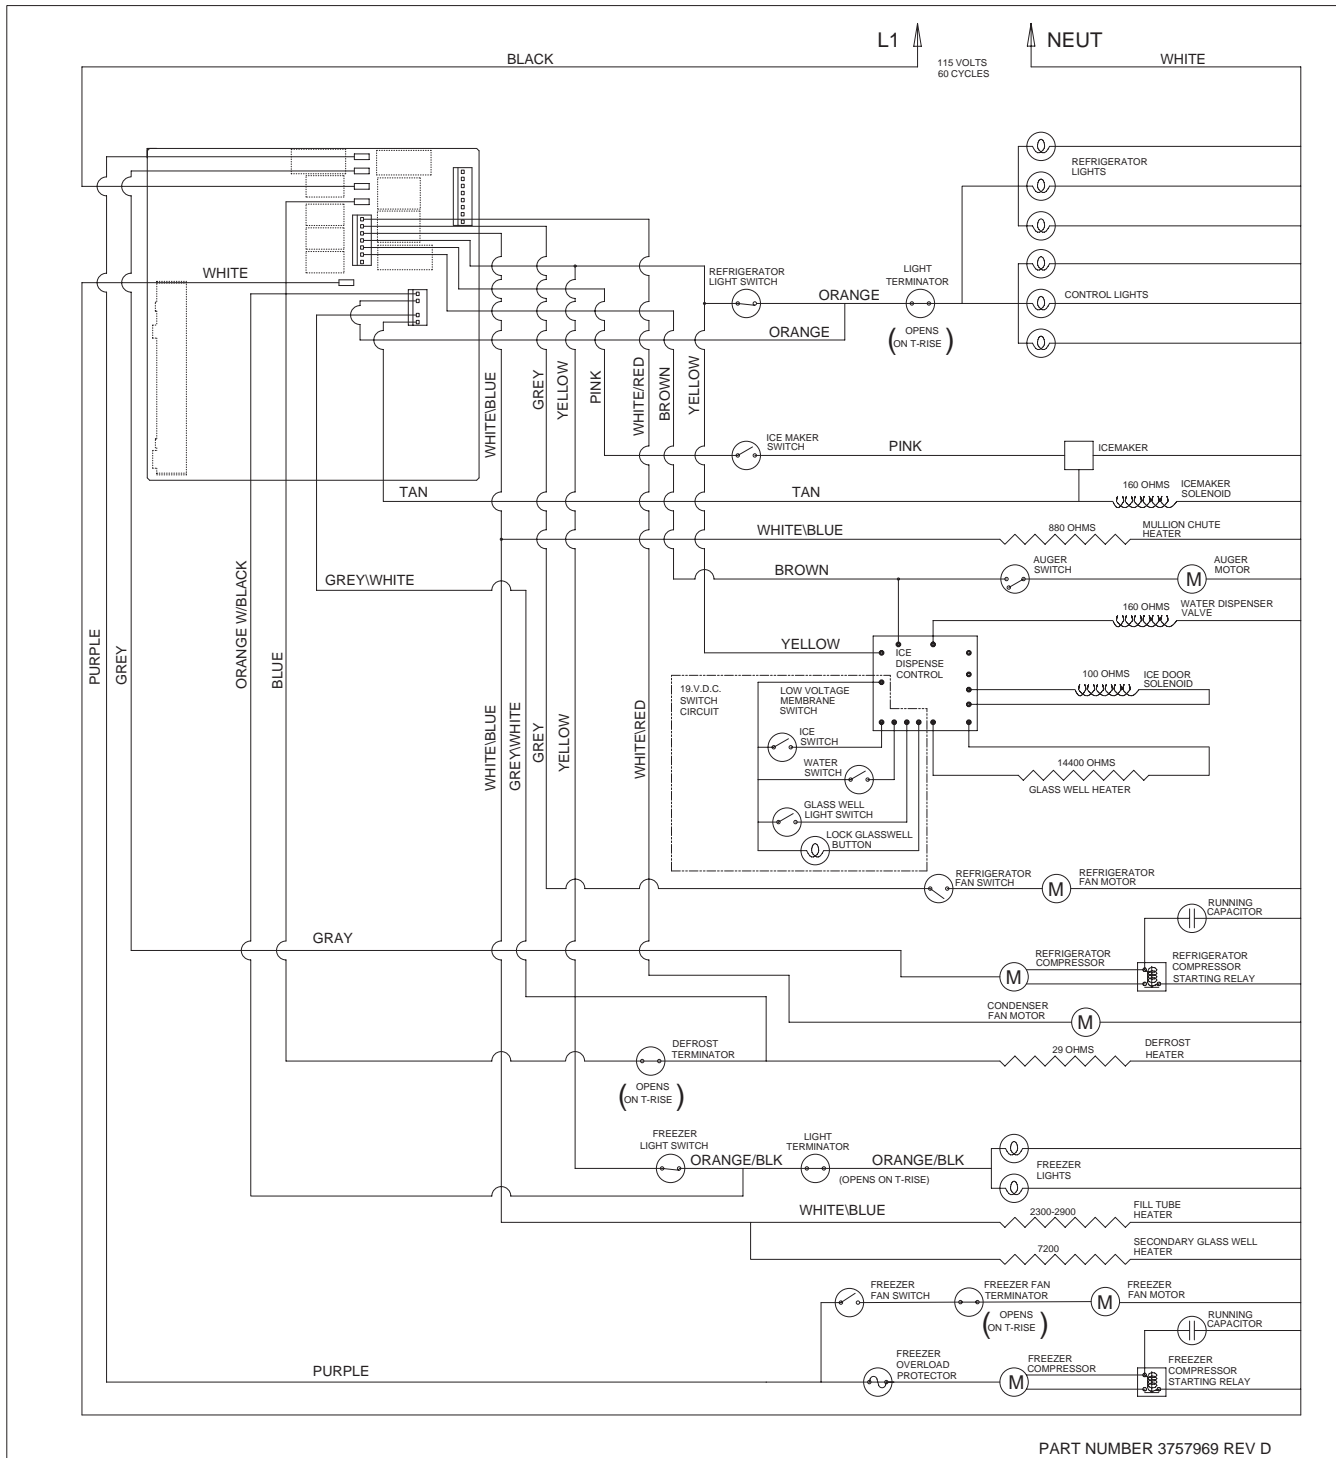 L1
NEUT
BLACK
115 VOLTS
60 CYCLES
WHITE
REFRIGERATOR
LIGHTS
WHITE
REFRIGERATOR
LIGHT SWITCH
LIGHT
TERMINATOR
ORANGE
CONTROL LIGHTS
ORANGE
( OPENS
ON T-RISE )
WHITE\BLUE
GREY
YELLOW
PINK
WHITE/RED
BROWN
YELLOW
ICE MAKER
SWITCH
PINK
ICEMAKER
TAN
TAN
160 OHMS
ICEMAKER
SOLENOID
WHITE\BLUE
880 OHMS
MULLION CHUTE
HEATER
GREY\WHITE
BROWN
AUGER
SWITCH
M
AUGER
MOTOR
160 OHMS
WATER DISPENSER
VALVE
PURPLE
GREY
ORANGE W/BLACK
BLUE
YELLOW
ICE
DISPENSE
CONTROL
100 OHMS
ICE DOOR
SOLENOID
19.V.D.C.
SWITCH
CIRCUIT
LOW VOLTAGE
MEMBRANE
SWITCH
WHITE\BLUE
GREY\WHITE
GREY
YELLOW
WHITE\RED
ICE
SWITCH
WATER
SWITCH
14400 OHMS
GLASS WELL HEATER
GLASS WELL
LIGHT SWITCH
LOCK GLASSWELL
BUTTON
REFRIGERATOR
FAN SWITCH
M
REFRIGERATOR
FAN MOTOR
RUNNING
CAPACITOR
GRAY
REFRIGERATOR
COMPRESSOR
M
REFRIGERATOR
COMPRESSOR
STARTING RELAY
CONDENSER
FAN MOTOR
M
DEFROST
TERMINATOR
29 OHMS
DEFROST
HEATER
( OPENS
ON T-RISE )
FREEZER
LIGHT SWITCH
LIGHT
TERMINATOR
ORANGE/BLK
ORANGE/BLK
(OPENS ON T-RISE)
FREEZER
LIGHTS
WHITE\BLUE
2300-2900
FILL TUBE
HEATER
7200
SECONDARY GLASS WELL
HEATER
FREEZER
FAN SWITCH
FREEZER FAN
TERMINATOR
M
FREEZER
FAN MOTOR
( OPENS
ON T-RISE )
RUNNING
CAPACITOR
PURPLE
FREEZER
OVERLOAD
PROTECTOR
FREEZER
COMPRESSOR
M
FREEZER
COMPRESSOR
STARTING RELAY
PART NUMBER 3757969 REV D